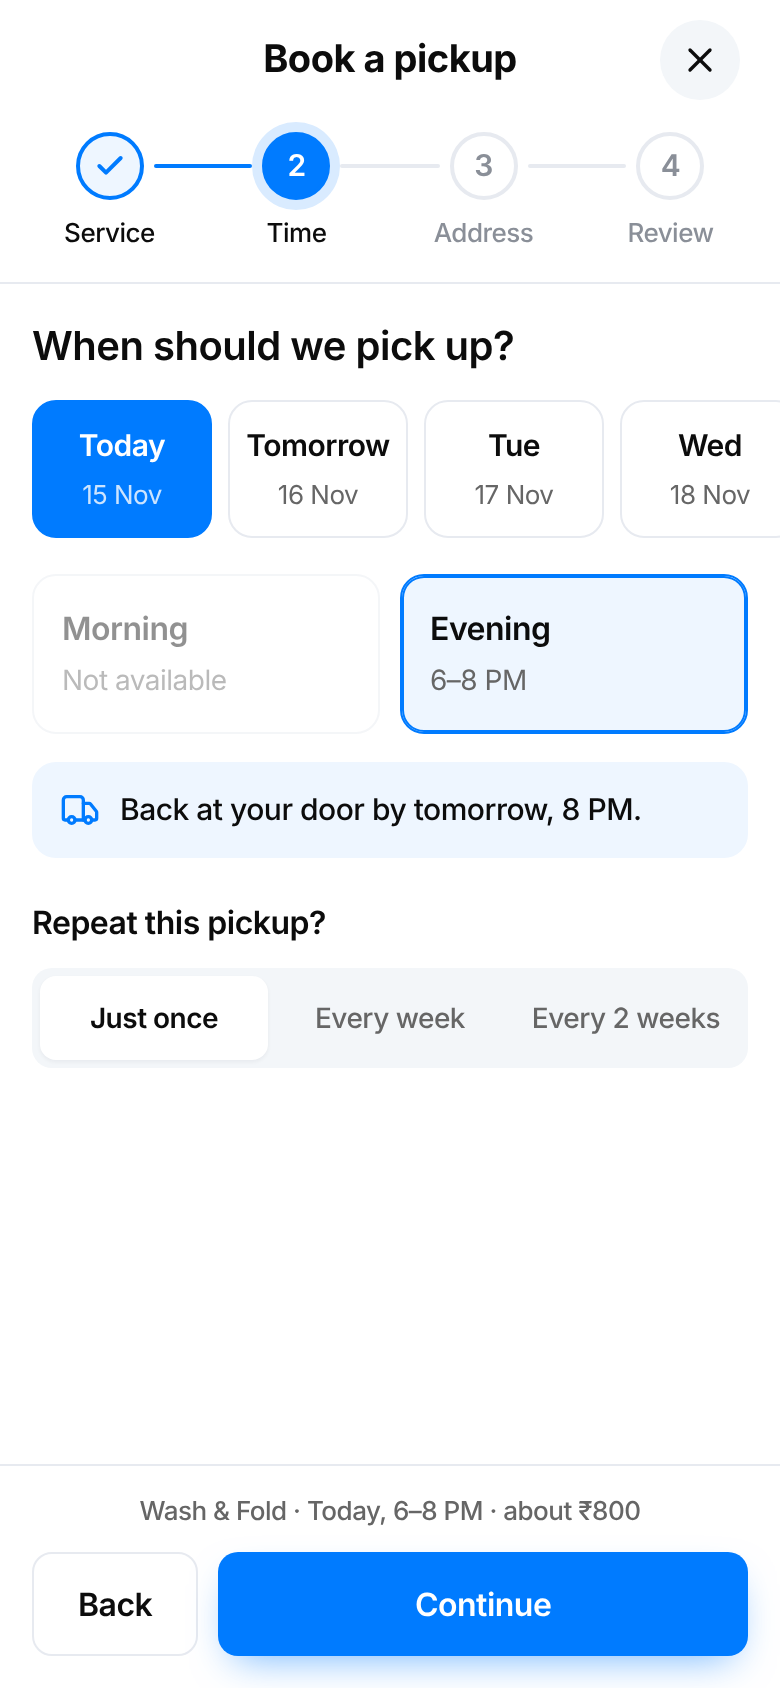 Book a pickup
2
3
4
Service
Time
Address
Review
When should we pick up?
Today
15 Nov
Tomorrow
16 Nov
Tue
17 Nov
Wed
18 Nov
Morning
Not available
Evening
6–8 PM
Back at your door by tomorrow, 8 PM.
Repeat this pickup?
Just once
Every week
Every 2 weeks
Wash & Fold · Today, 6–8 PM · about ₹800
Back
Continue